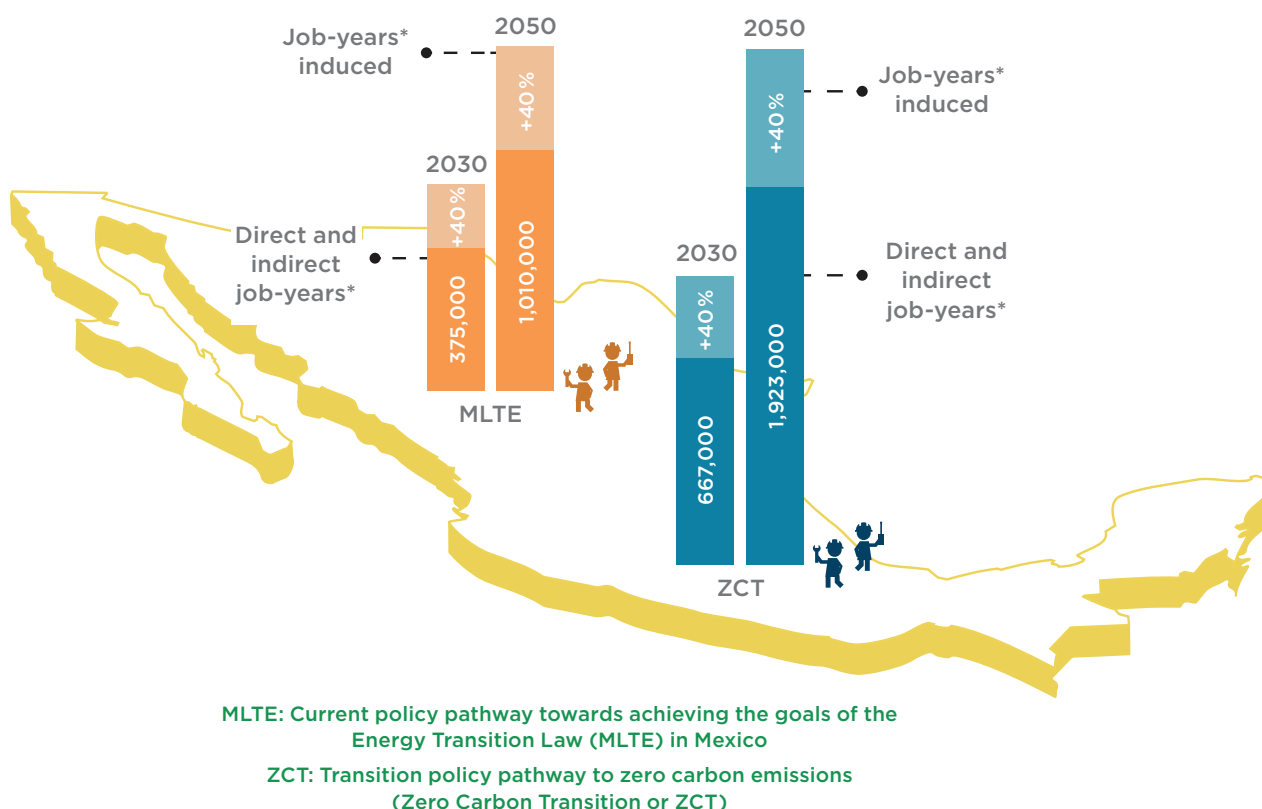 2050
Job-years*
induced
+40%
2030
+40%
Direct and
indirect
job-years*
375,000
1,010,000
MLTE
2050
Job-years*
induced
+40%
2030
+40%
Direct and
indirect
job-years*
667,000
1,923,000
ZCT
MLTE: Current policy pathway towards achieving the goals of the
Energy Transition Law (MLTE) in Mexico
ZCT: Transition policy pathway to zero carbon emissions
(Zero Carbon Transition or ZCT)